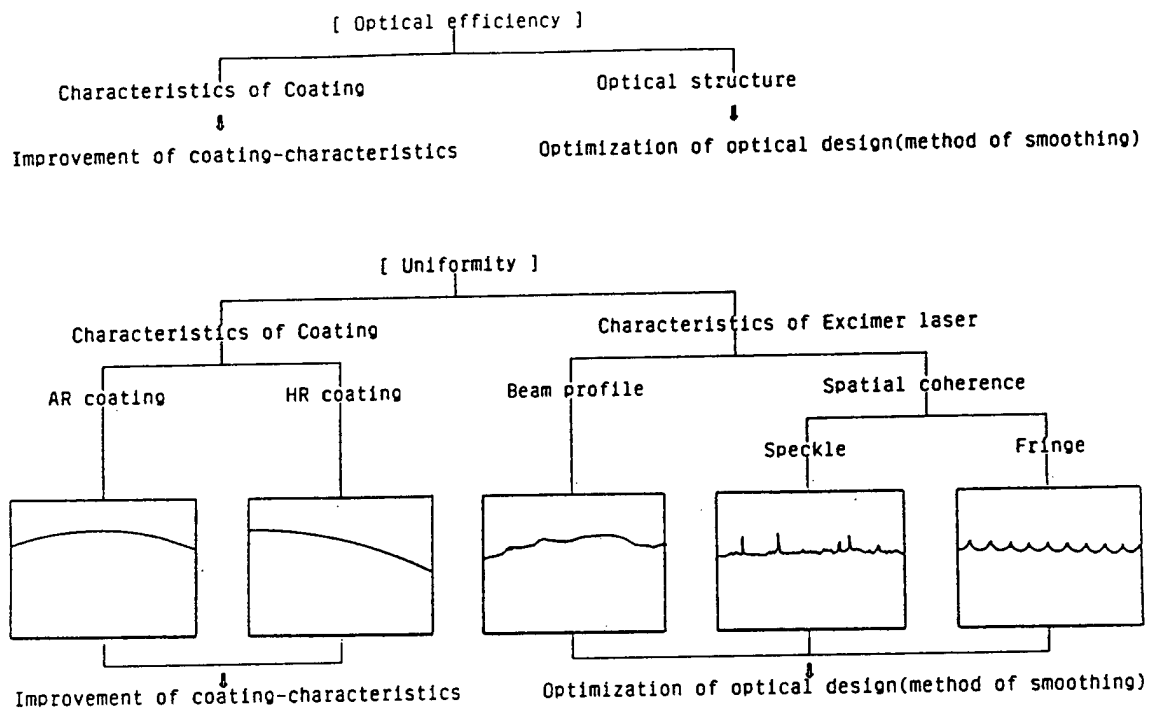 [ Optical efficiency ]
Characteristics of Coating
Optical structure
Improvement of coating-characteristics
Optimization of optical design(method of smoothing)
[ Uniformity ]
Characteristics of Coating
Characteristics of Excimer laser
AR coating
HR coating
Beam profile
Spatial coherence
Speckle
Fringe
Improvement of coating-characteristics
Optimization of optical design(method of smoothing)